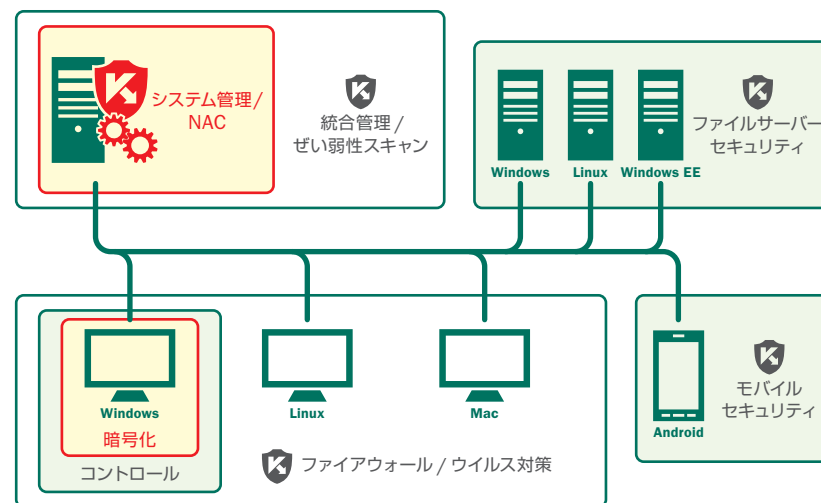 システム管理/
NAC
統合管理 /
ぜい弱性スキャン
Windows
Linux
Windows EE
ファイルサーバー
セキュリティ
Windows
暗号化
コントロール
Linux
Mac
ファイアウォール / ウイルス対策
Android
モバイル
セキュリティ